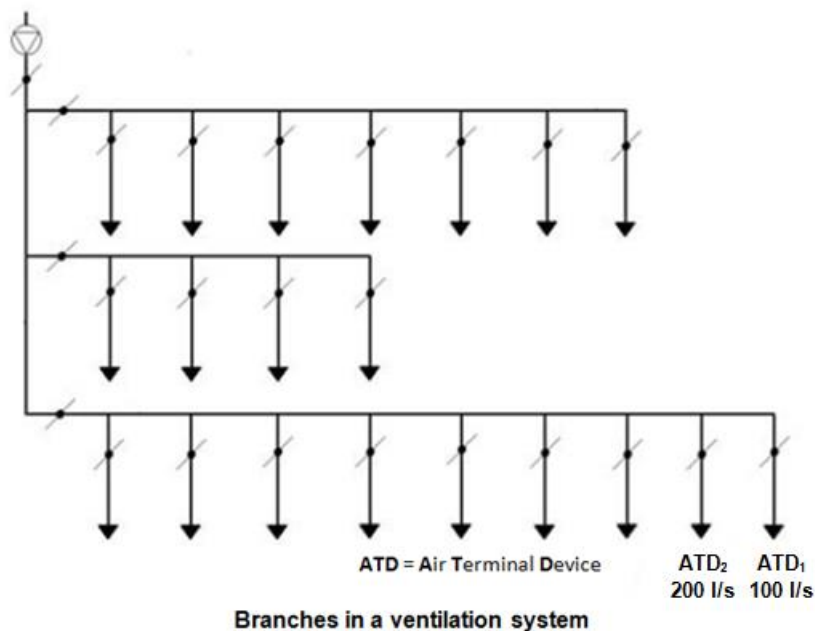 ATD = Air Terminal Device
ATD₂ ATD₁
200 l/s 100 l/s
Branches in a ventilation system